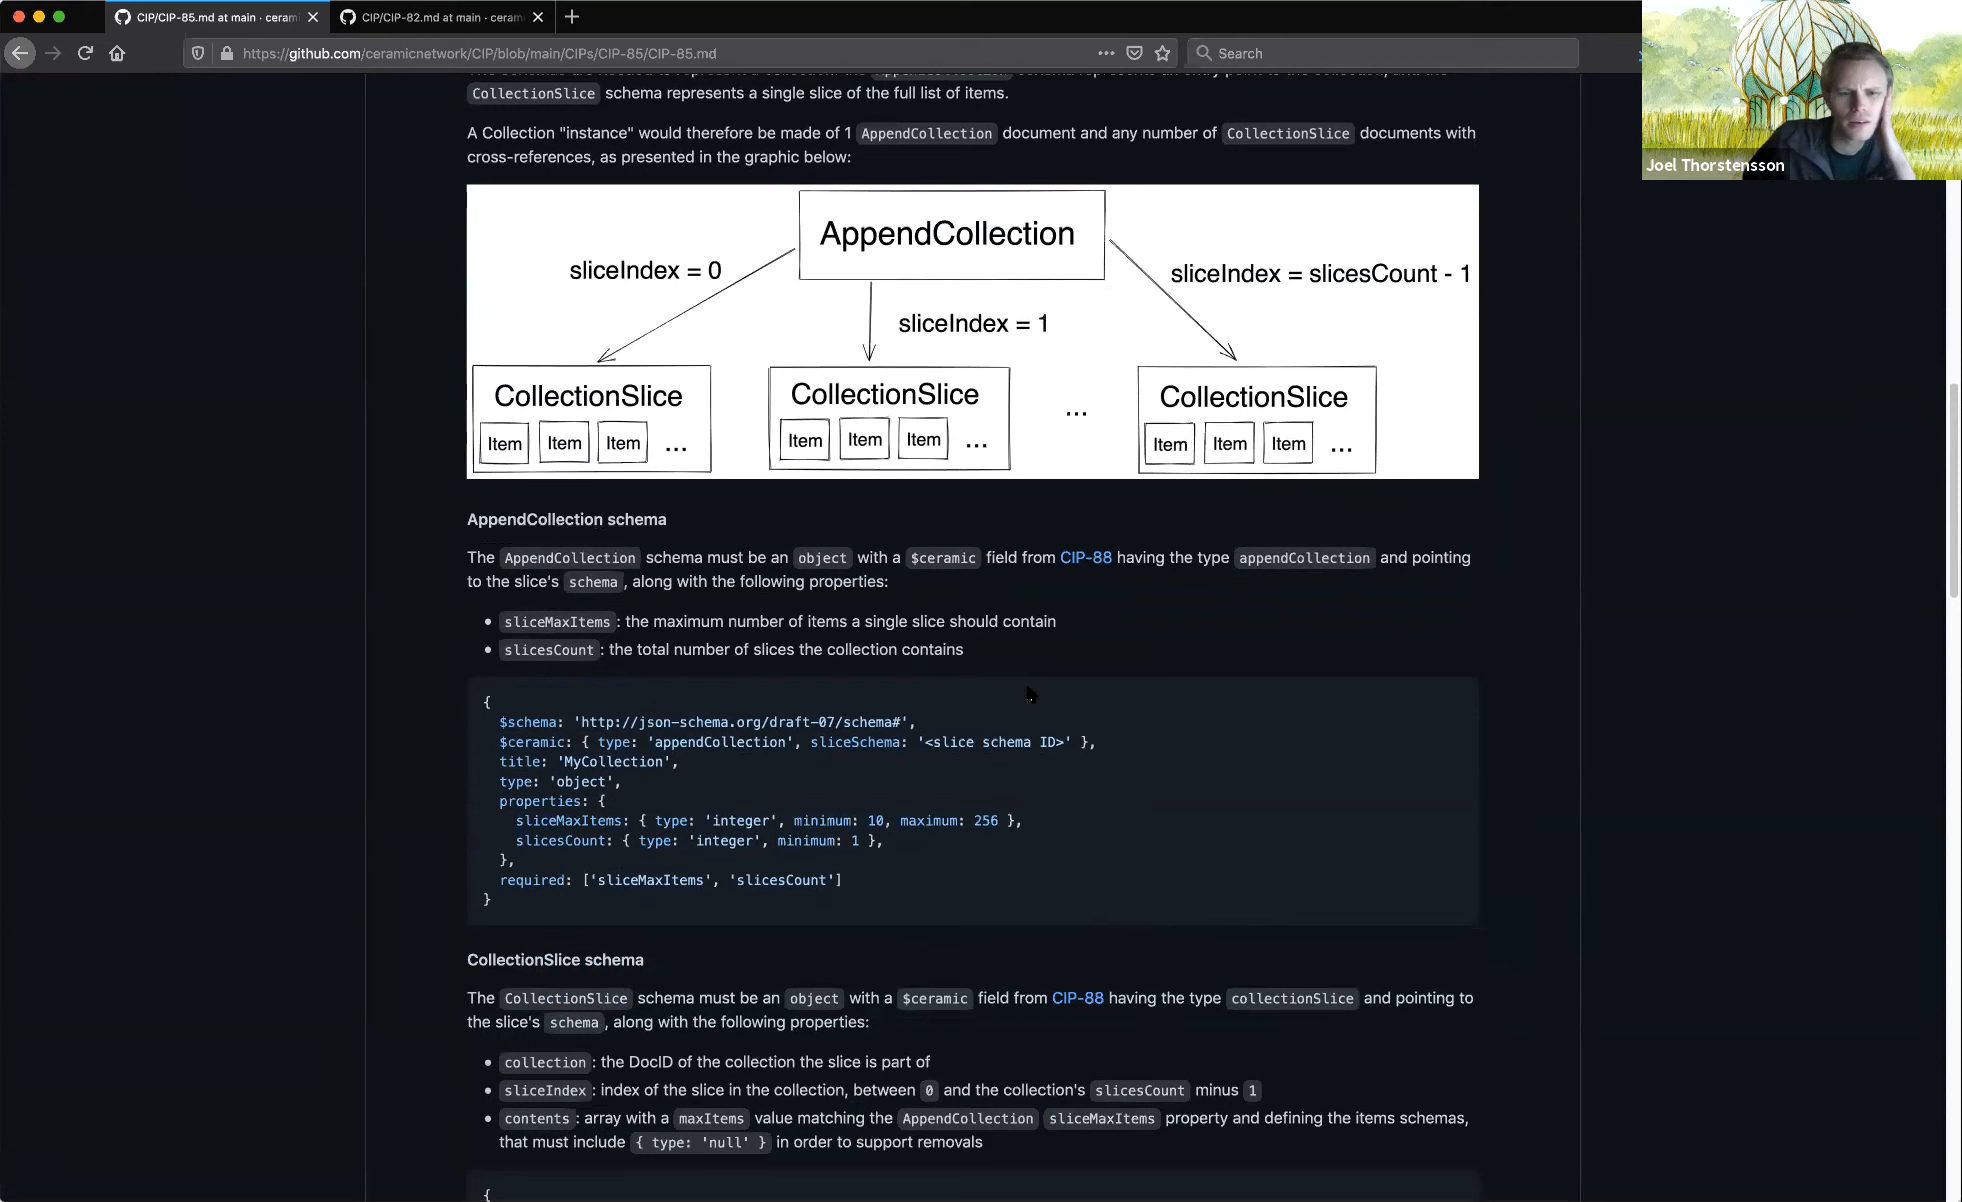 CIP/CIP-85.md at main · ceram
CIP/CIP-82.md at main · ceram
https://github.com/ceramicnetwork/CIP/blob/main/CIPs/CIP-85/CIP-85.md
Search
Joel Thorstensson
CollectionSlice schema represents a single slice of the full list of items.
A Collection "instance" would therefore be made of 1 AppendCollection document and any number of CollectionSlice documents with
cross-references, as presented in the graphic below:
AppendCollection
sliceIndex = 0
sliceIndex = slicesCount - 1
sliceIndex = 1
CollectionSlice
CollectionSlice
CollectionSlice
...
Item Item Item ...
Item Item Item ...
Item Item Item ...
AppendCollection schema
The AppendCollection schema must be an object with a $ceramic field from CIP-88 having the type appendCollection and pointing
to the slice's schema, along with the following properties:
• sliceMaxItems: the maximum number of items a single slice should contain
• slicesCount: the total number of slices the collection contains
{
$schema: 'http://json-schema.org/draft-07/schema#',
$ceramic: { type: 'appendCollection', sliceSchema: '<slice schema ID>' },
title: 'MyCollection',
type: 'object',
properties: {
sliceMaxItems: { type: 'integer', minimum: 10, maximum: 256 },
slicesCount: { type: 'integer', minimum: 1 },
},
required: ['sliceMaxItems', 'slicesCount']
}
CollectionSlice schema
The CollectionSlice schema must be an object with a $ceramic field from CIP-88 having the type collectionSlice and pointing to
the slice's schema, along with the following properties:
• collection: the DocID of the collection the slice is part of
• sliceIndex: index of the slice in the collection, between 0 and the collection's slicesCount minus 1
• contents: array with a maxItems value matching the AppendCollection sliceMaxItems property and defining the items schemas,
that must include { type: 'null' } in order to support removals
{